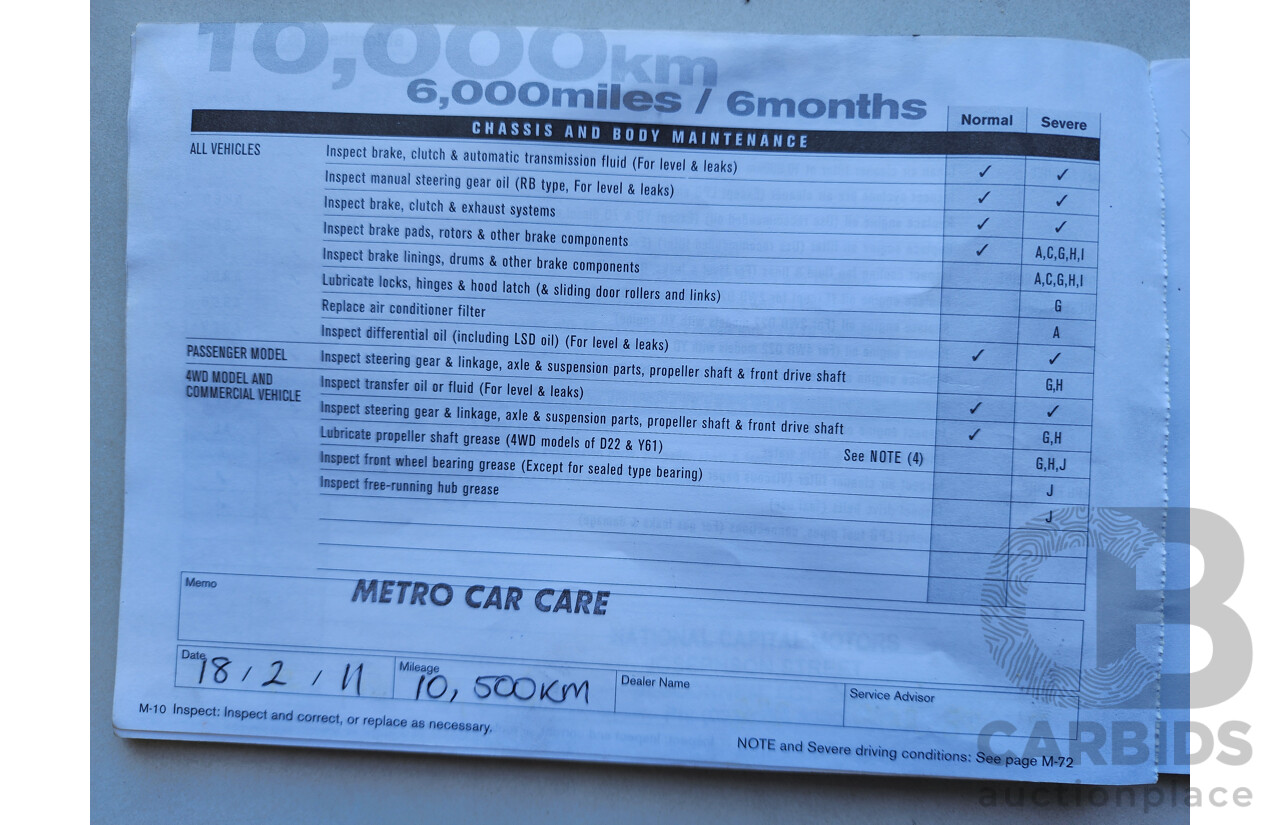 10,000km
6,000miles / 6months
Normal Severe
CHASSIS AND BODY MAINTENANCE
ALL VEHICLES Inspect brake, clutch & automatic transmission fluid (For level & leaks) ✓ ✓
Inspect manual steering gear oil (RB type, For level & leaks) ✓ ✓
Inspect brake, clutch & exhaust systems ✓ ✓
Inspect brake pads, rotors & other brake components ✓ A,C,G,H,I
Inspect brake linings, drums & other brake components A,C,G,H,I
Lubricate locks, hinges & hood latch (& sliding door rollers and links) G
Replace air conditioner filter A
Inspect differential oil (including LSD oil) (For level & leaks) ✓ ✓
PASSENGER MODEL Inspect steering gear & linkage, axle & suspension parts, propeller shaft & front drive shaft G,H
4WD MODEL AND Inspect transfer oil or fluid (For level & leaks) ✓ ✓
COMMERCIAL VEHICLE Inspect steering gear & linkage, axle & suspension parts, propeller shaft & front drive shaft ✓ G,H
Lubricate propeller shaft grease (4WD models of D22 & Y61) See NOTE (4) G,H,J
Inspect front wheel bearing grease (Except for sealed type bearing) J
Inspect free-running hub grease J
Memo METRO CAR CARE
Date 18 / 2 / 11 Mileage 10,500KM Dealer Name Service Advisor
M-10 Inspect: Inspect and correct, or replace as necessary.
NOTE and Severe driving conditions: See page M-72
CB
CARBIDS
auctionplace